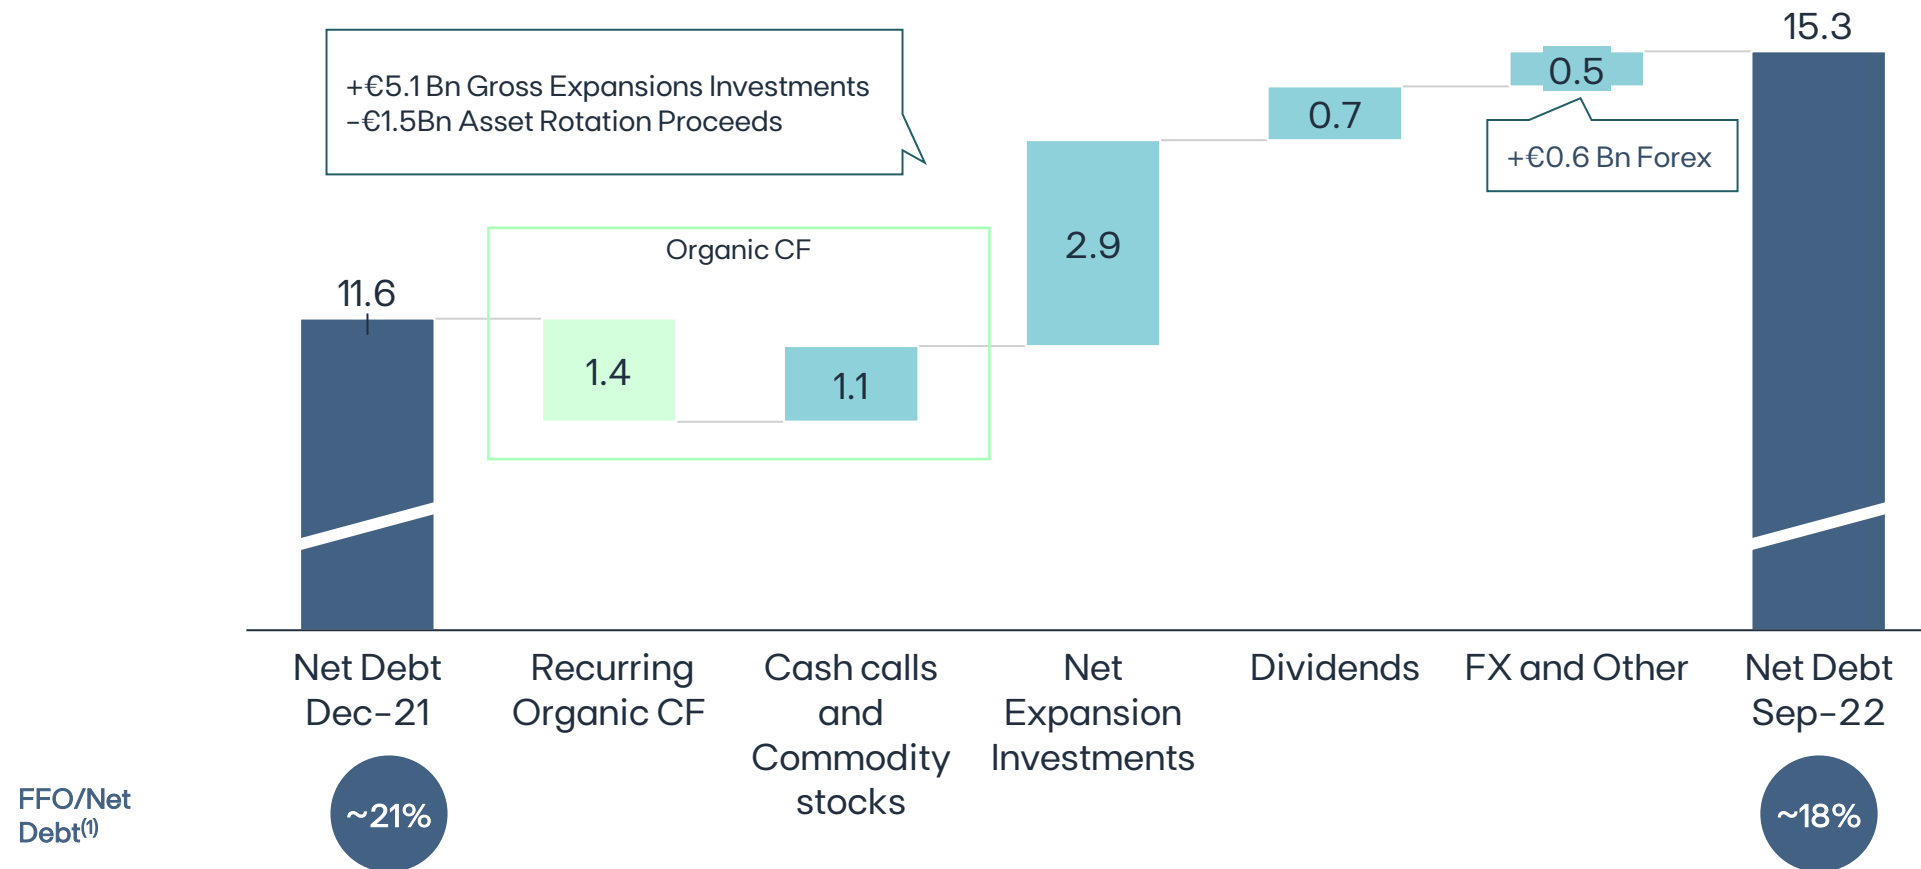 15.3
+€5.1 Bn Gross Expansions Investments
-€1.5Bn Asset Rotation Proceeds
0.5
0.7
+€0.6 Bn Forex
2.9
Organic CF
11.6
1.4
1.1
Net Debt
Dec-21
Recurring
Organic CF
Cash calls
and
Commodity
stocks
Net
Expansion
Investments
Dividends
FX and Other
Net Debt
Sep-22
FFO/Net
Debt(1)
~21%
~18%